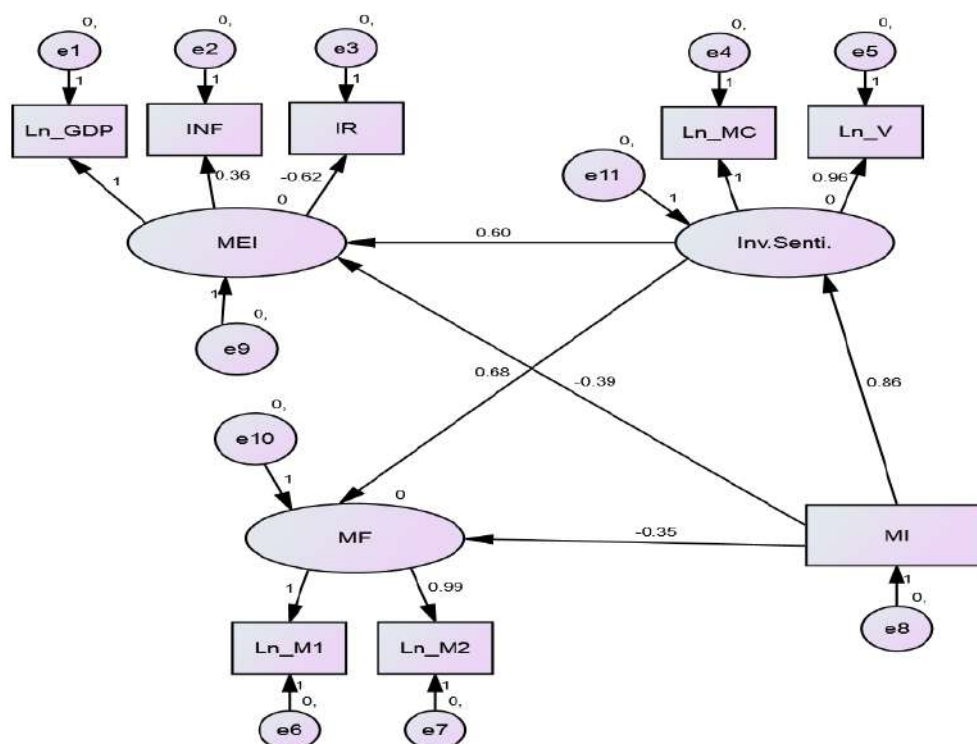 0, 0, 0, 0, 0,
e1 e2 e3 e4 e5
1 1 1 1 1
Ln_GDP INF IR Ln_MC Ln_V
0,
e11
1
1 0.36 -0.62 1 0.96
0 0
MEI 0.60 Inv.Senti.
1
0,
e9
0.68 -0.39 0.86
0,
e10
1
0
MF -0.35 MI
1 0.99 1
0,
e8
Ln_M1 Ln_M2
1 1
0, 0,
e6 e7